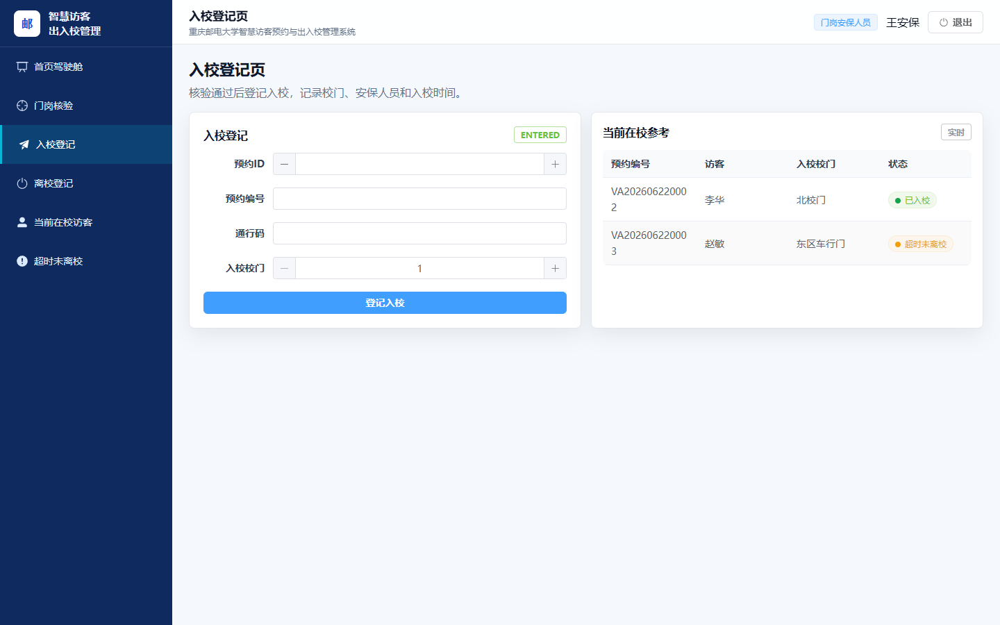 邮
智慧访客
出入校管理
首页驾驶舱
门岗核验
入校登记
离校登记
当前在校访客
超时未离校
入校登记页
重庆邮电大学智慧访客预约与出入校管理系统
门岗安保人员
王安保
退出
入校登记页
核验通过后登记入校，记录校门、安保人员和入校时间。
入校登记
ENTERED
预约ID
预约编号
通行码
入校校门
1
登记入校
当前在校参考
实时
预约编号 访客 入校校门 状态
VA20260622000
2
李华 北校门 已入校
VA20260622000
3
赵敏 东区车行门 超时未离校